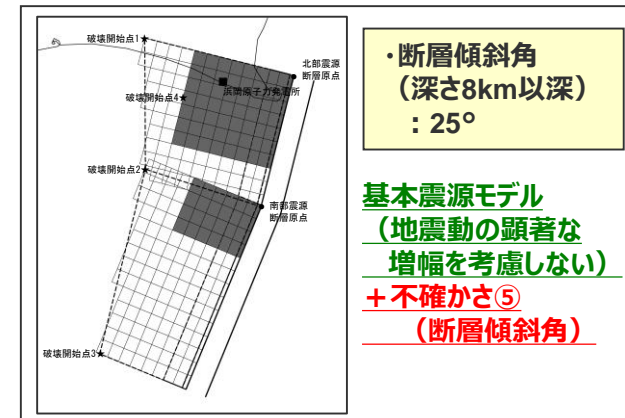 破壊開始点1
北部震源
断層原点
破壊開始点4
浜岡原子力発電所
破壊開始点2
南部震源
断層原点
破壊開始点3
・断層傾斜角
(深さ8km以深)
:25°
基本震源モデル
(地震動の顕著な
増幅を考慮しない)
+不確かさ⑤
(断層傾斜角)